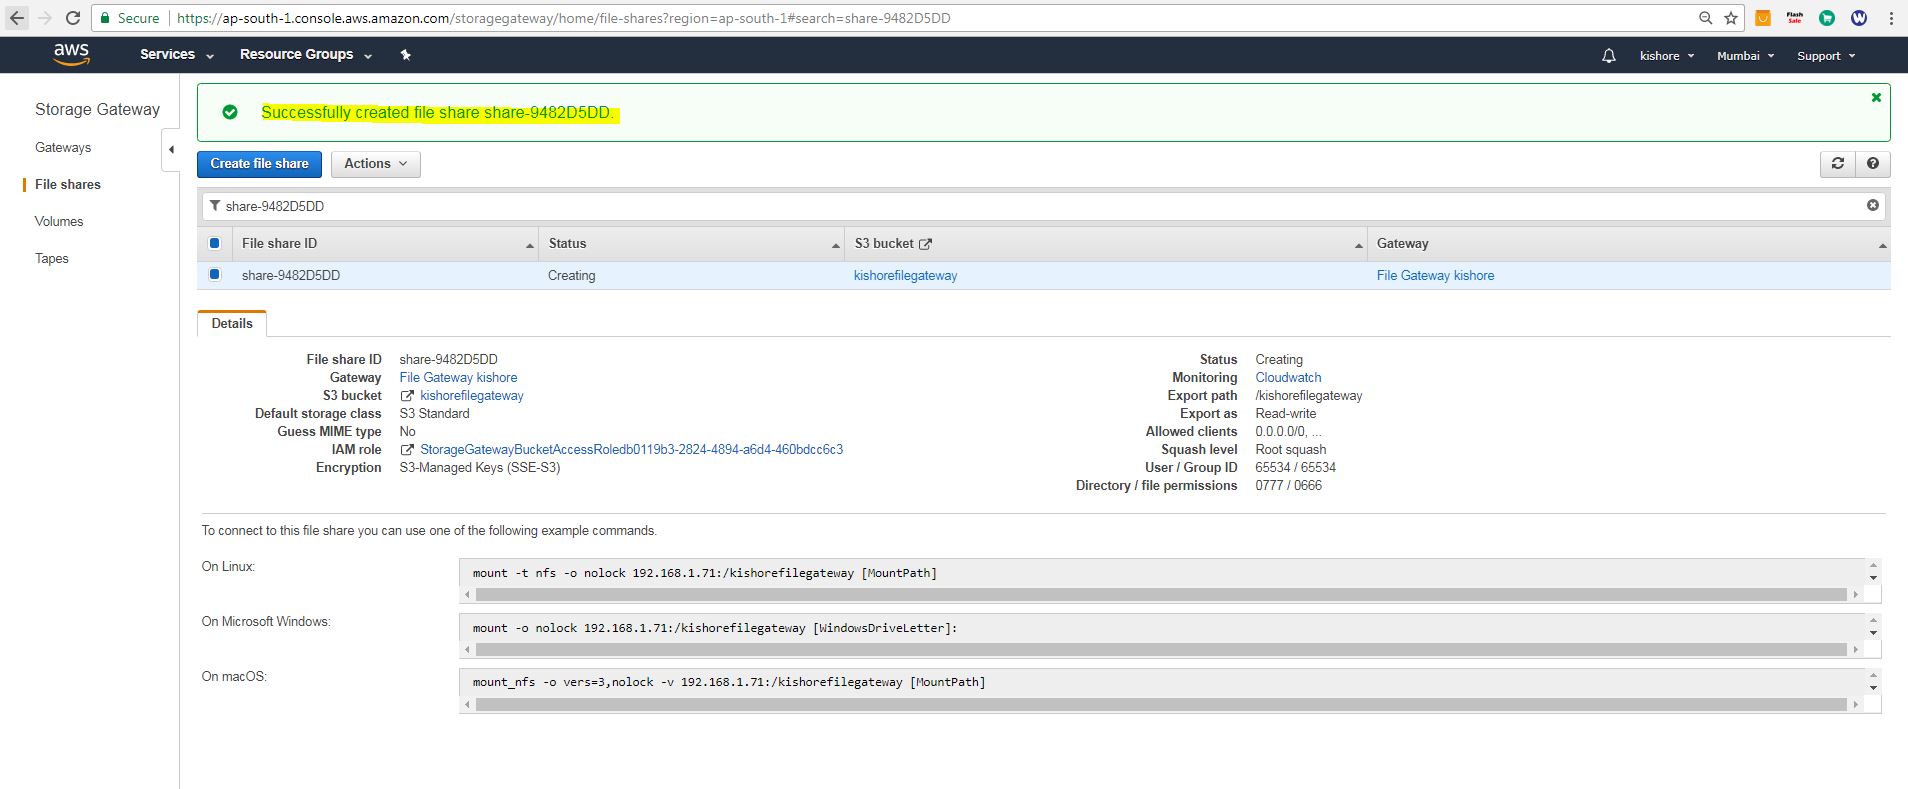 Secure https://ap-south-1.console.aws.amazon.com/storagegateway/home/file-shares?region=ap-south-1#search=share-9482D5DD Flash Sale W
aws Services Resource Groups kishore Mumbai Support
Storage Gateway
Gateways
File shares
Volumes
Tapes
Successfully created file share share-9482D5DD.
Create file share Actions
share-9482D5DD
File share ID Status S3 bucket Gateway
share-9482D5DD Creating kishorefilegateway File Gateway kishore
Details
File share ID share-9482D5DD
Gateway File Gateway kishore
S3 bucket kishorefilegateway
Default storage class S3 Standard
Guess MIME type No
IAM role StorageGatewayBucketAccessRoledb0119b3-2824-4894-a6d4-460bdcc6c3
Encryption S3-Managed Keys (SSE-S3)
Status Creating
Monitoring Cloudwatch
Export path /kishorefilegateway
Export as Read-write
Allowed clients 0.0.0.0/0, ...
Squash level Root squash
User / Group ID 65534 / 65534
Directory / file permissions 0777 / 0666
To connect to this file share you can use one of the following example commands.
On Linux: mount -t nfs -o nolock 192.168.1.71:/kishorefilegateway [MountPath]
On Microsoft Windows: mount -o nolock 192.168.1.71:/kishorefilegateway [WindowsDriveLetter]:
On macOS: mount_nfs -o vers=3,nolock -v 192.168.1.71:/kishorefilegateway [MountPath]